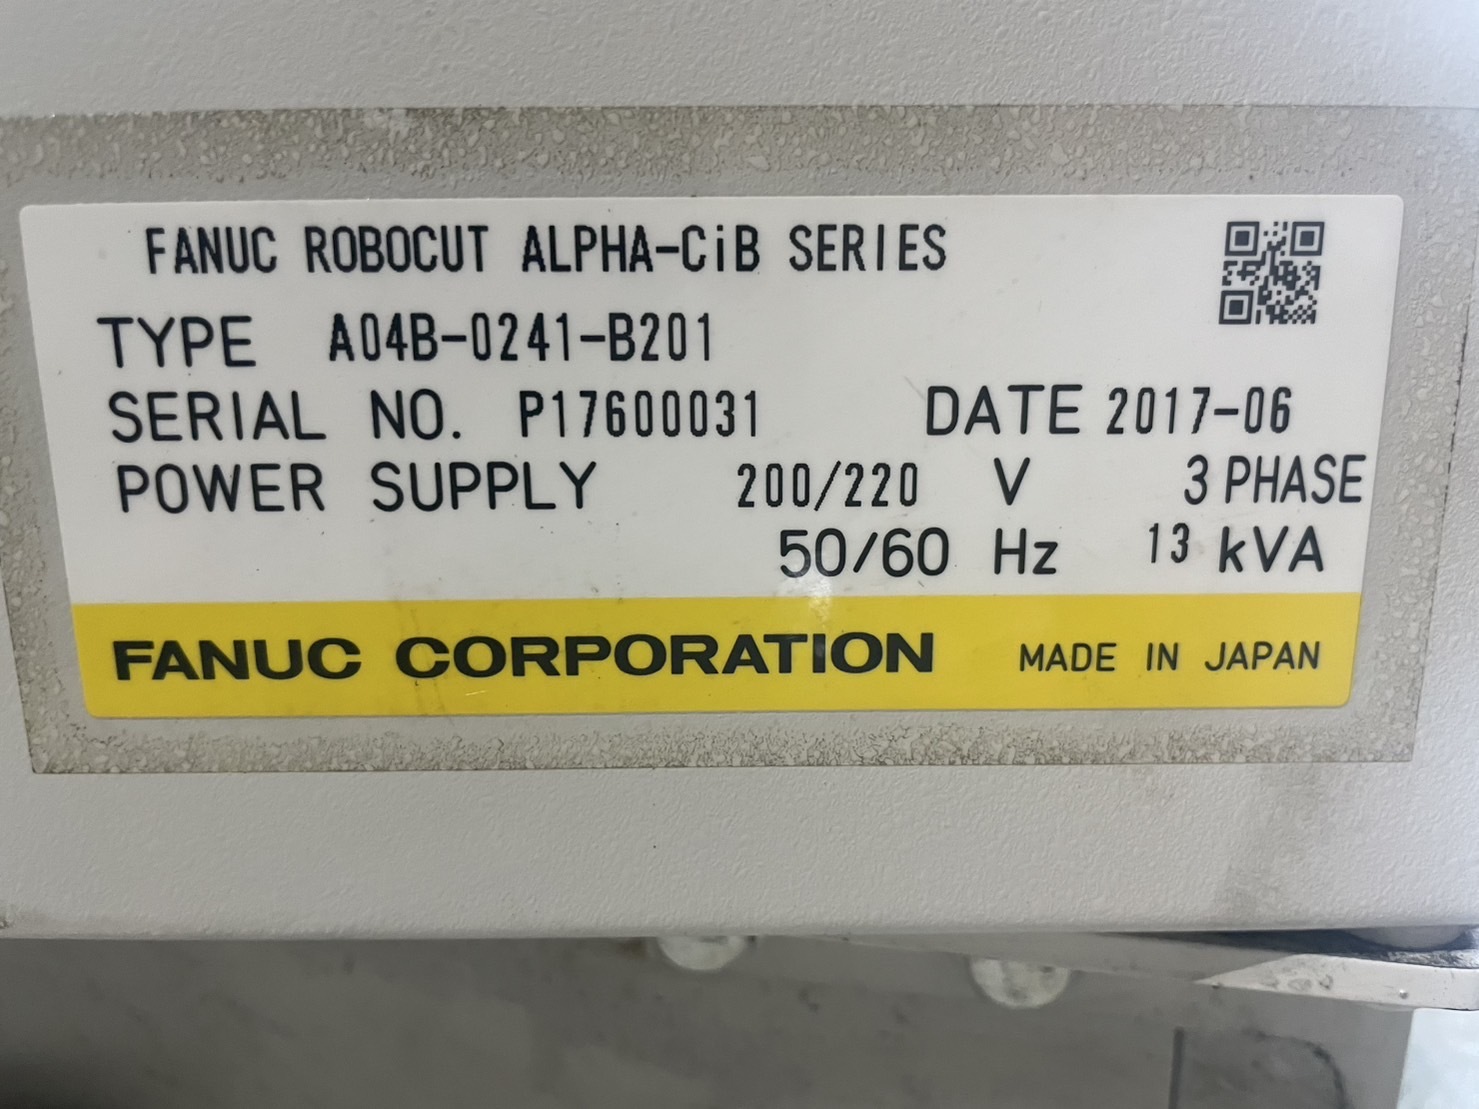 FANUC ROBOCUT ALPHA-CiB SERIES
TYPE A04B-0241-B201
SERIAL NO. P17600031 DATE 2017-06
POWER SUPPLY 200/220 V 3 PHASE
50/60 Hz 13 kVA
FANUC CORPORATION MADE IN JAPAN